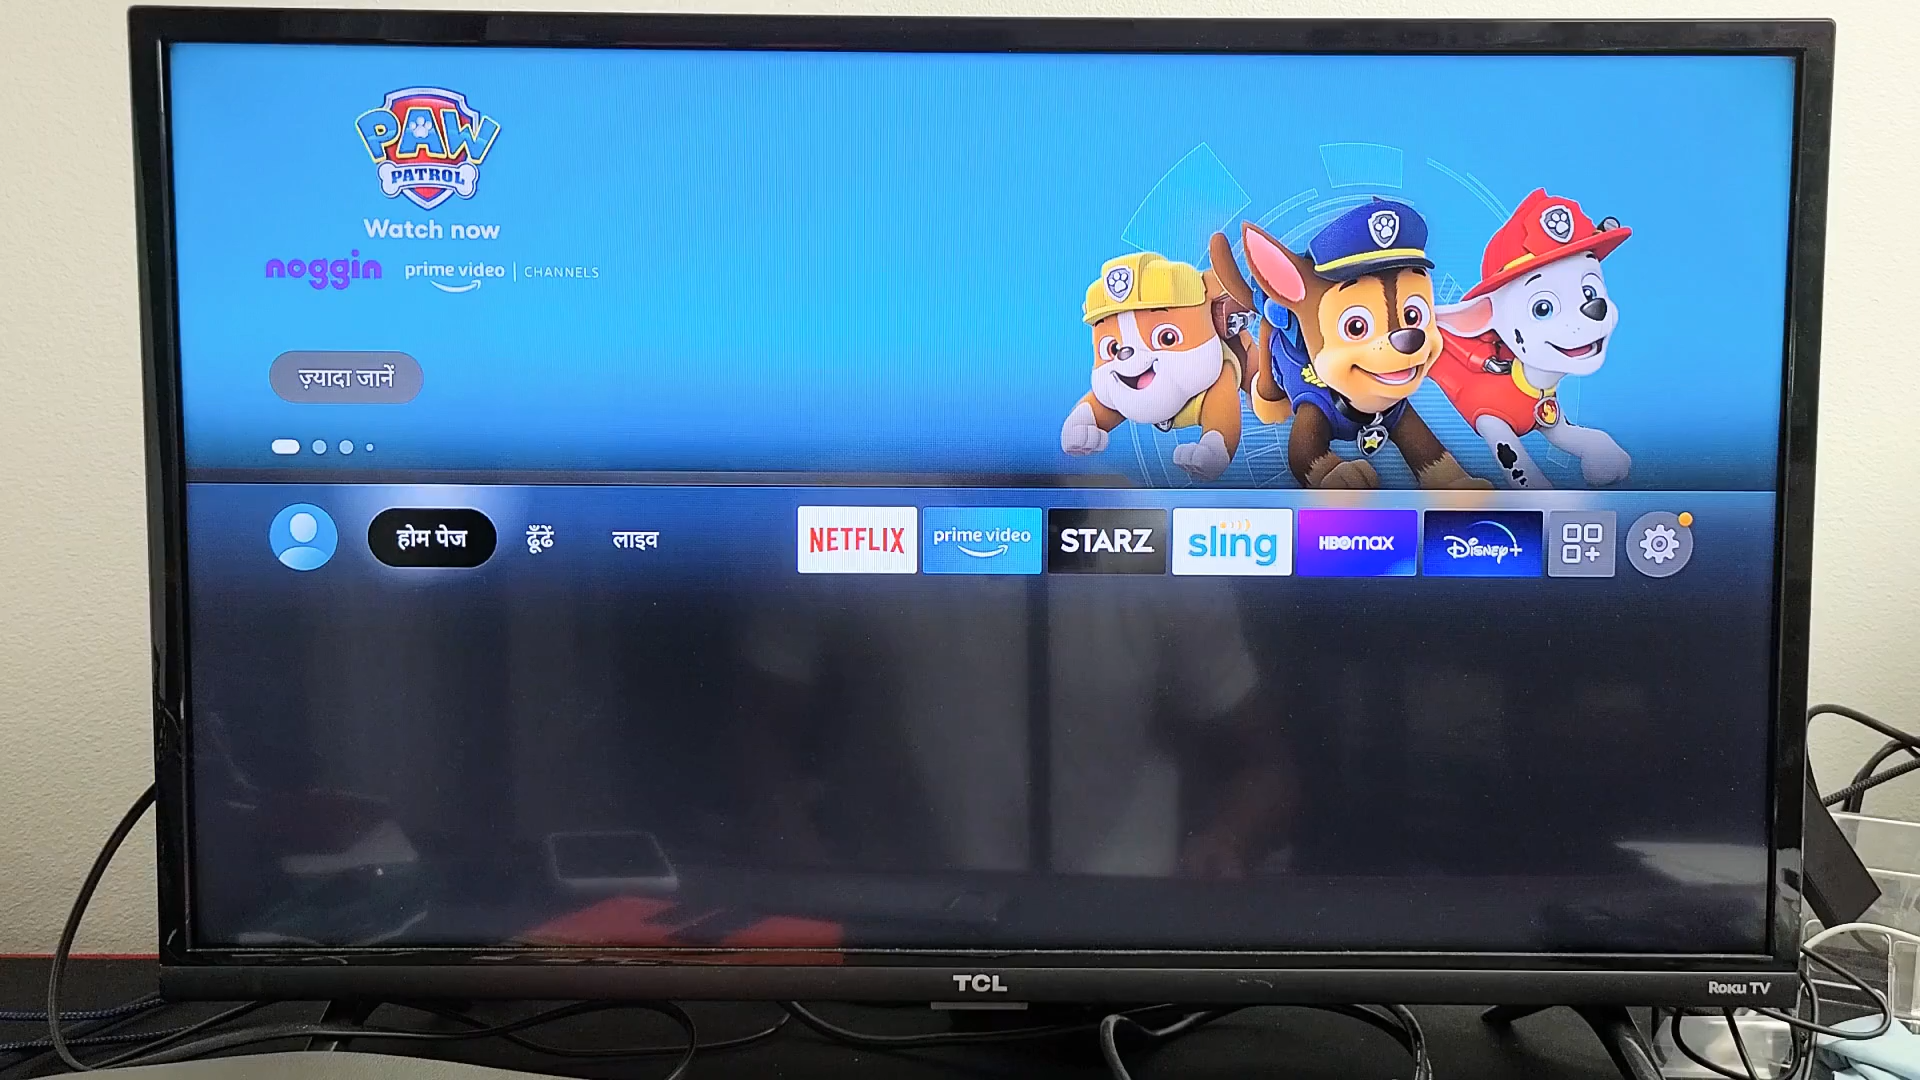 PAW
PATROL
Watch now
noggin prime video | CHANNELS
ज़्यादा जानें
होम पेज ढूँढें लाइव NETFLIX prime video STARZ sling HBOMAX Disney+
TCL
ROKU TV